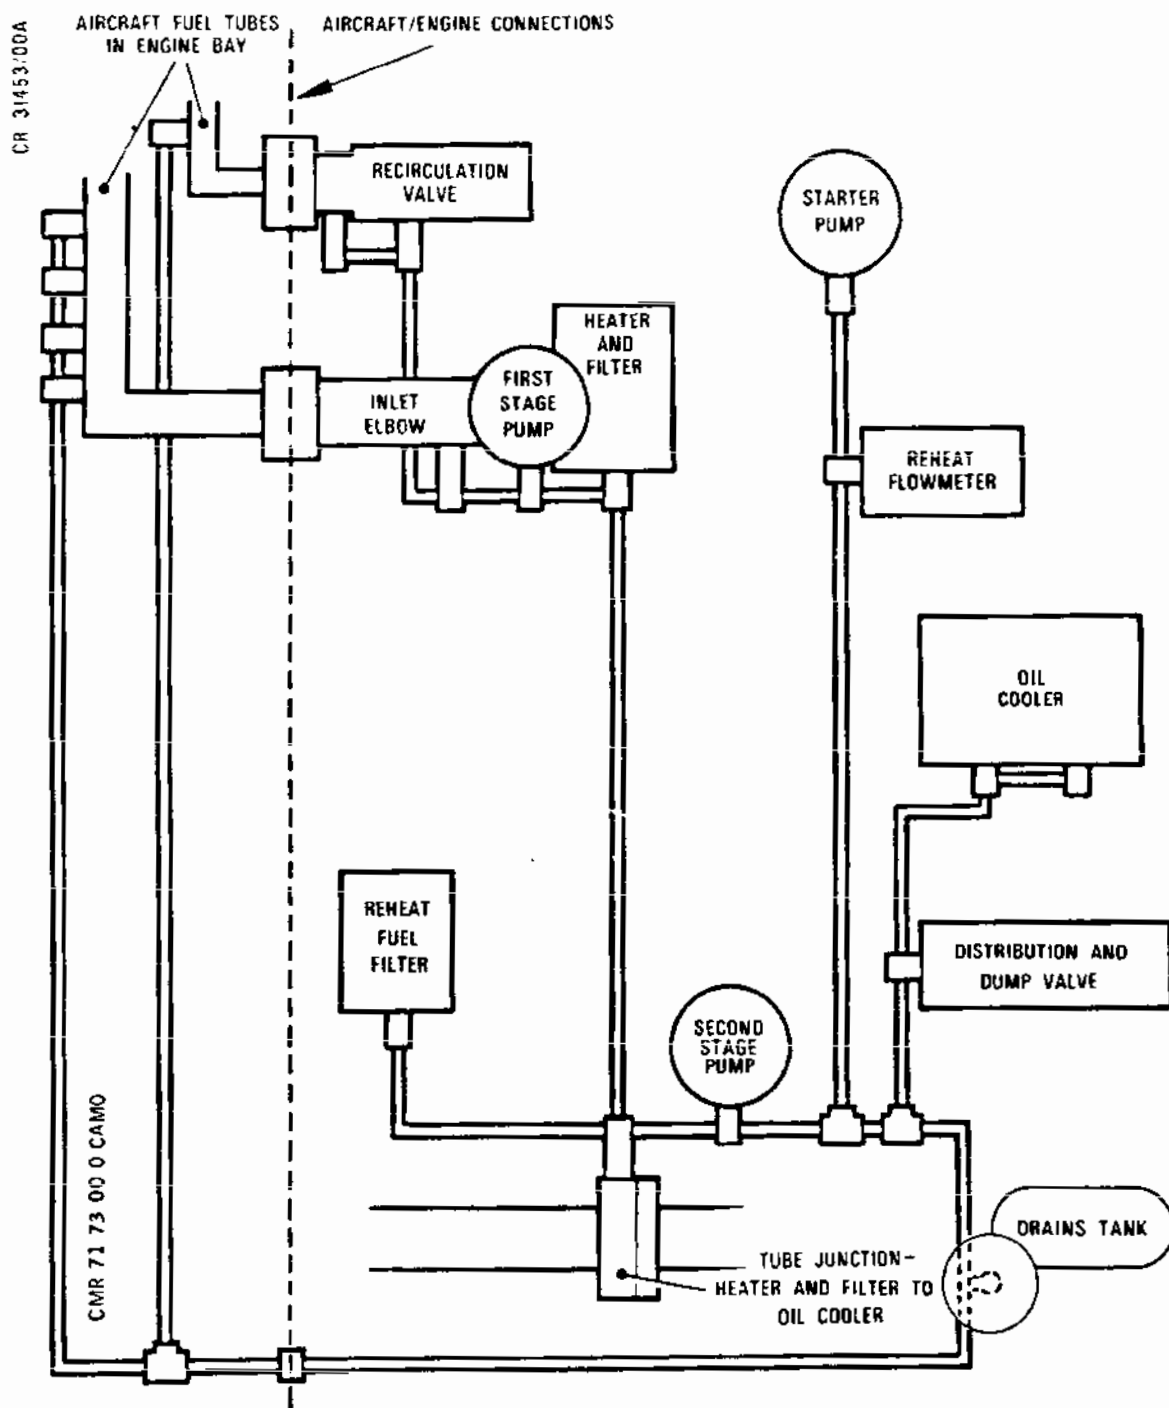 CR 31453/00A
AIRCRAFT FUEL TUBES
IN ENGINE BAY
AIRCRAFT/ENGINE CONNECTIONS
RECIRCULATION
VALVE
STARTER
PUMP
HEATER
AND
FILTER
FIRST
STAGE
PUMP
INLET
ELBOW
REHEAT
FLOWMETER
OIL
COOLER
REHEAT
FUEL
FILTER
DISTRIBUTION AND
DUMP VALVE
SECOND
STAGE
PUMP
CMR 71 73 00 0 CAMO
DRAINS TANK
TUBE JUNCTION-
HEATER AND FILTER TO
OIL COOLER